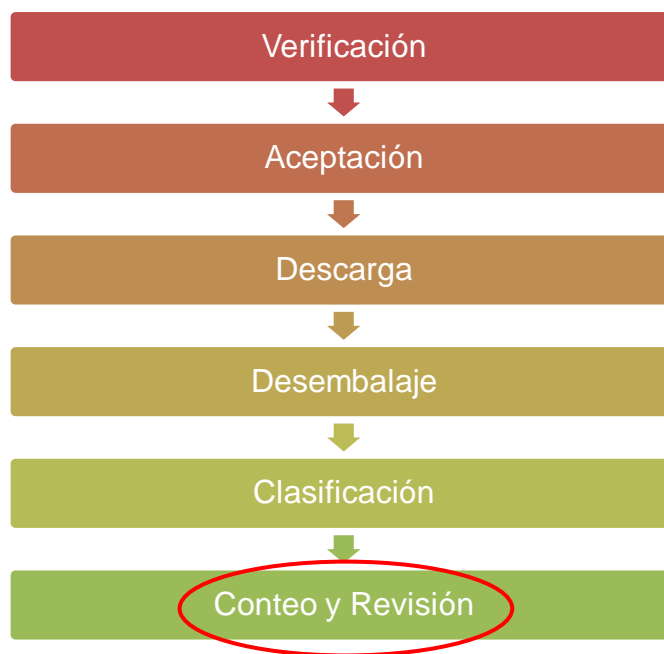 Verificación
Aceptación
Descarga
Desembalaje
Clasificación
Conteo y Revisión